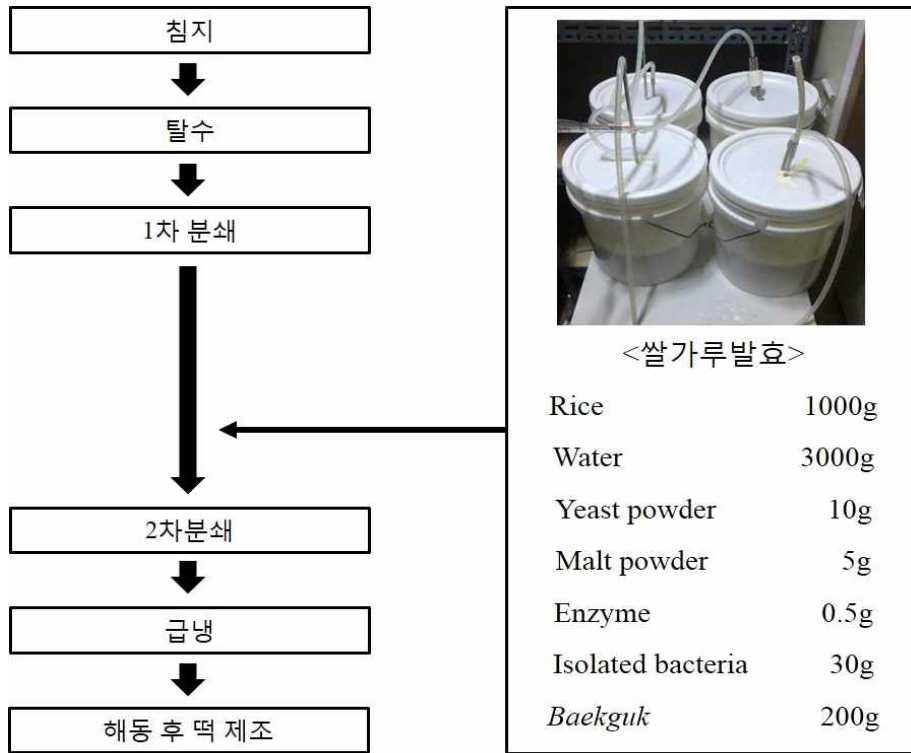 침지
탈수
1차 분쇄
2차분쇄
급냉
해동 후 떡 제조
<쌀가루발효>
Rice 1000g
Water 3000g
Yeast powder 10g
Malt powder 5g
Enzyme 0.5g
Isolated bacteria 30g
Baekguk 200g